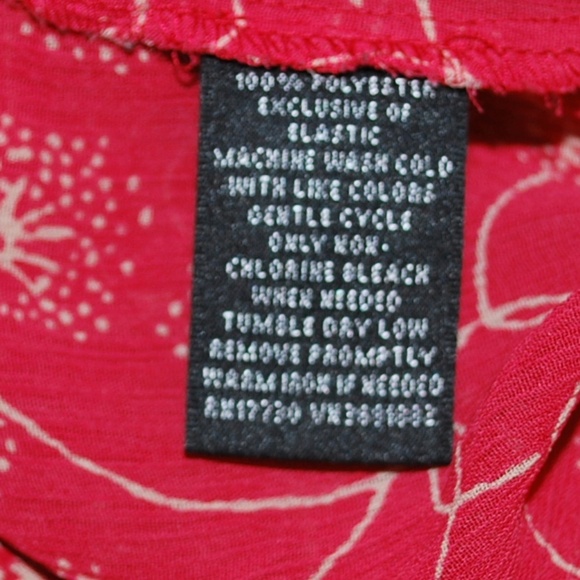 100% POLYESTER
EXCLUSIVE OF
ELASTIC
MACHINE WASH COLD
WITH LIKE COLORS
GENTLE CYCLE
ONLY NON-
CHLORINE BLEACH
WHEN NEEDED
TUMBLE DRY LOW
REMOVE PROMPTLY
WARM IRON IF NEEDED